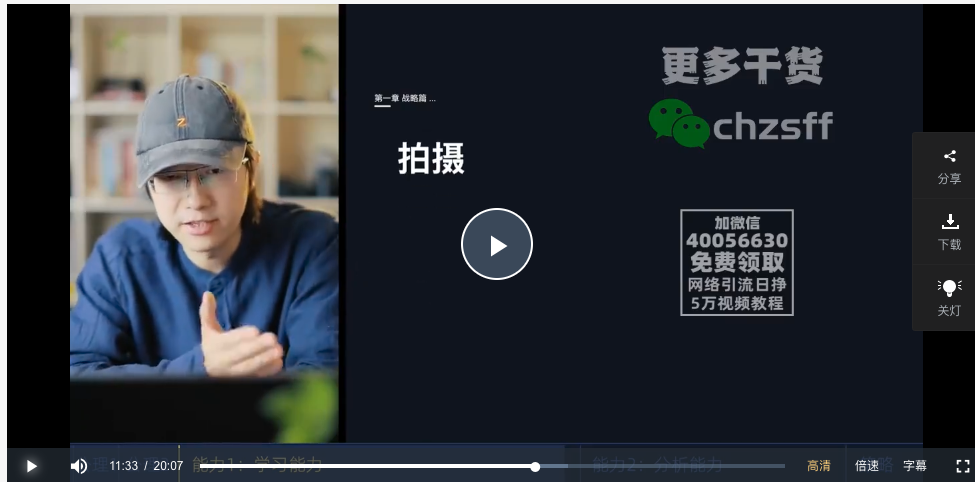 更多干货
第一章 战略篇 ...
chzsff
拍摄
分享
加微信
40056630
免费领取
下载
网络引流日挣
5万视频教程
关灯
能力1：学习能力
能力2：分析能力
11:33 / 20:07
高清
倍速
字幕